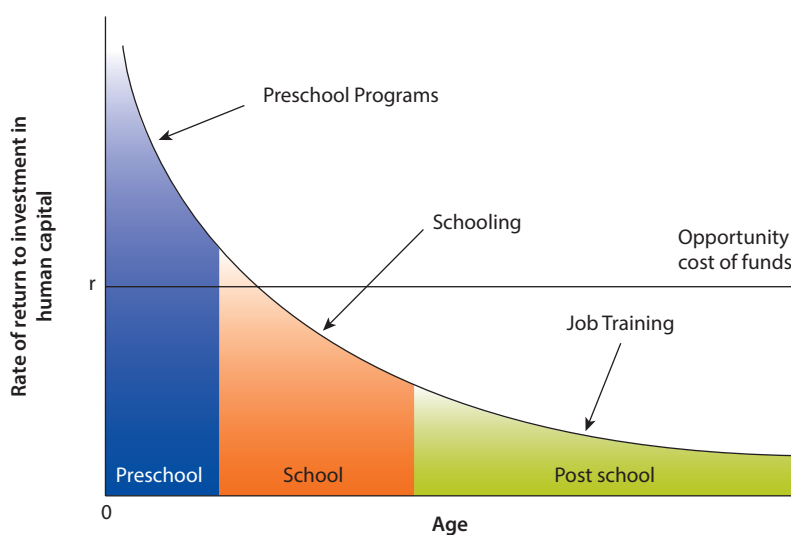 Rate of return to investment in
human capital
Preschool Programs
Schooling
Opportunity
cost of funds
r
Job Training
Preschool
School
Post school
0
Age